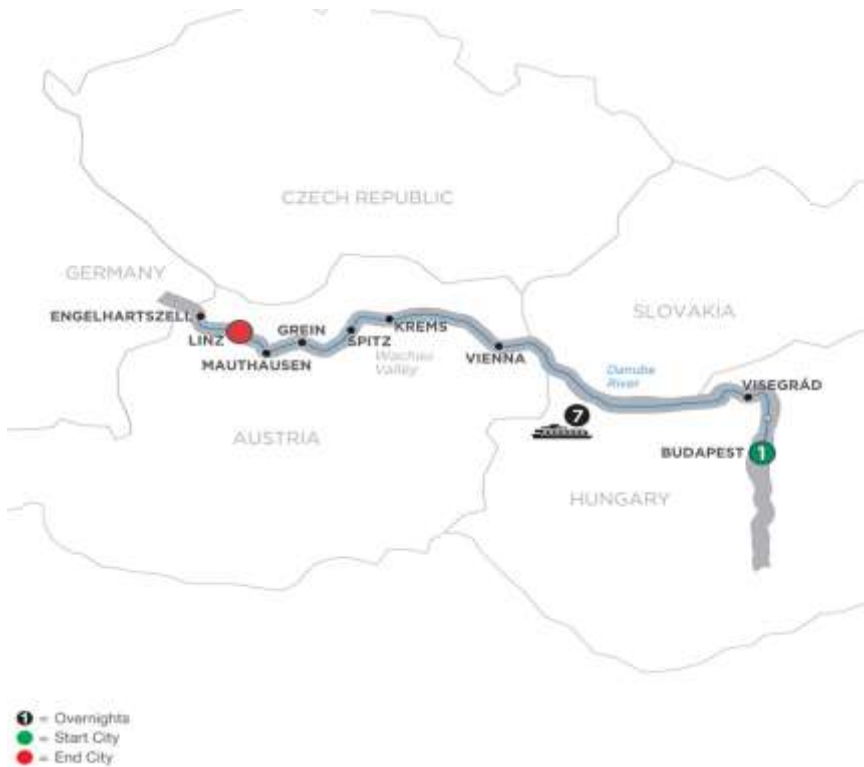 CZECH REPUBLIC
GERMANY
SLOVAKIA
ENGELHARTSZELL
LINZ
GREIN
KREMS
SPITZ
MAUTHAUSEN
Wachau
Valley
VIENNA
Danube
River
VISEGRÁD
7
AUSTRIA
BUDAPEST 1
HUNGARY
1 = Overnights
= Start City
= End City